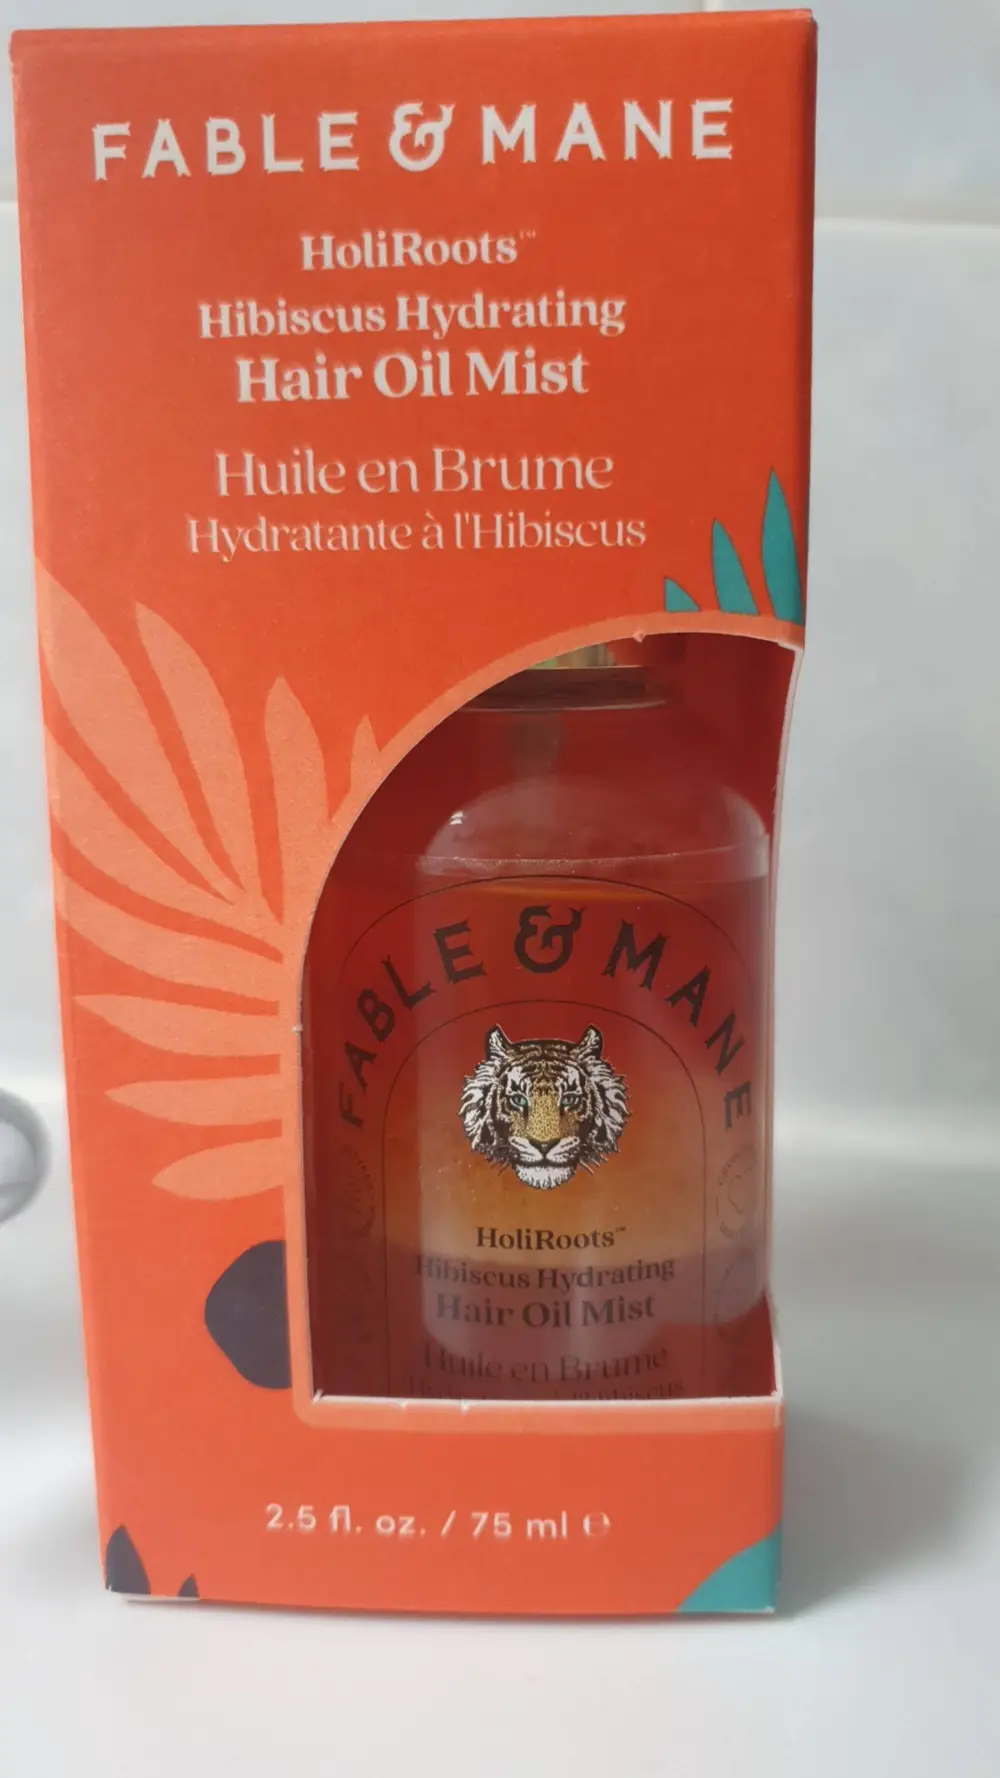 FABLE & MANE
HoliRoots™
Hibiscus Hydrating
Hair Oil Mist
Huile en Brume
Hydratante à l'Hibiscus
FABLE & MANE
HoliRoots™
Hibiscus Hydrating
Hair Oil Mist
Huile en Brume
2.5 fl. oz. / 75 ml ℮